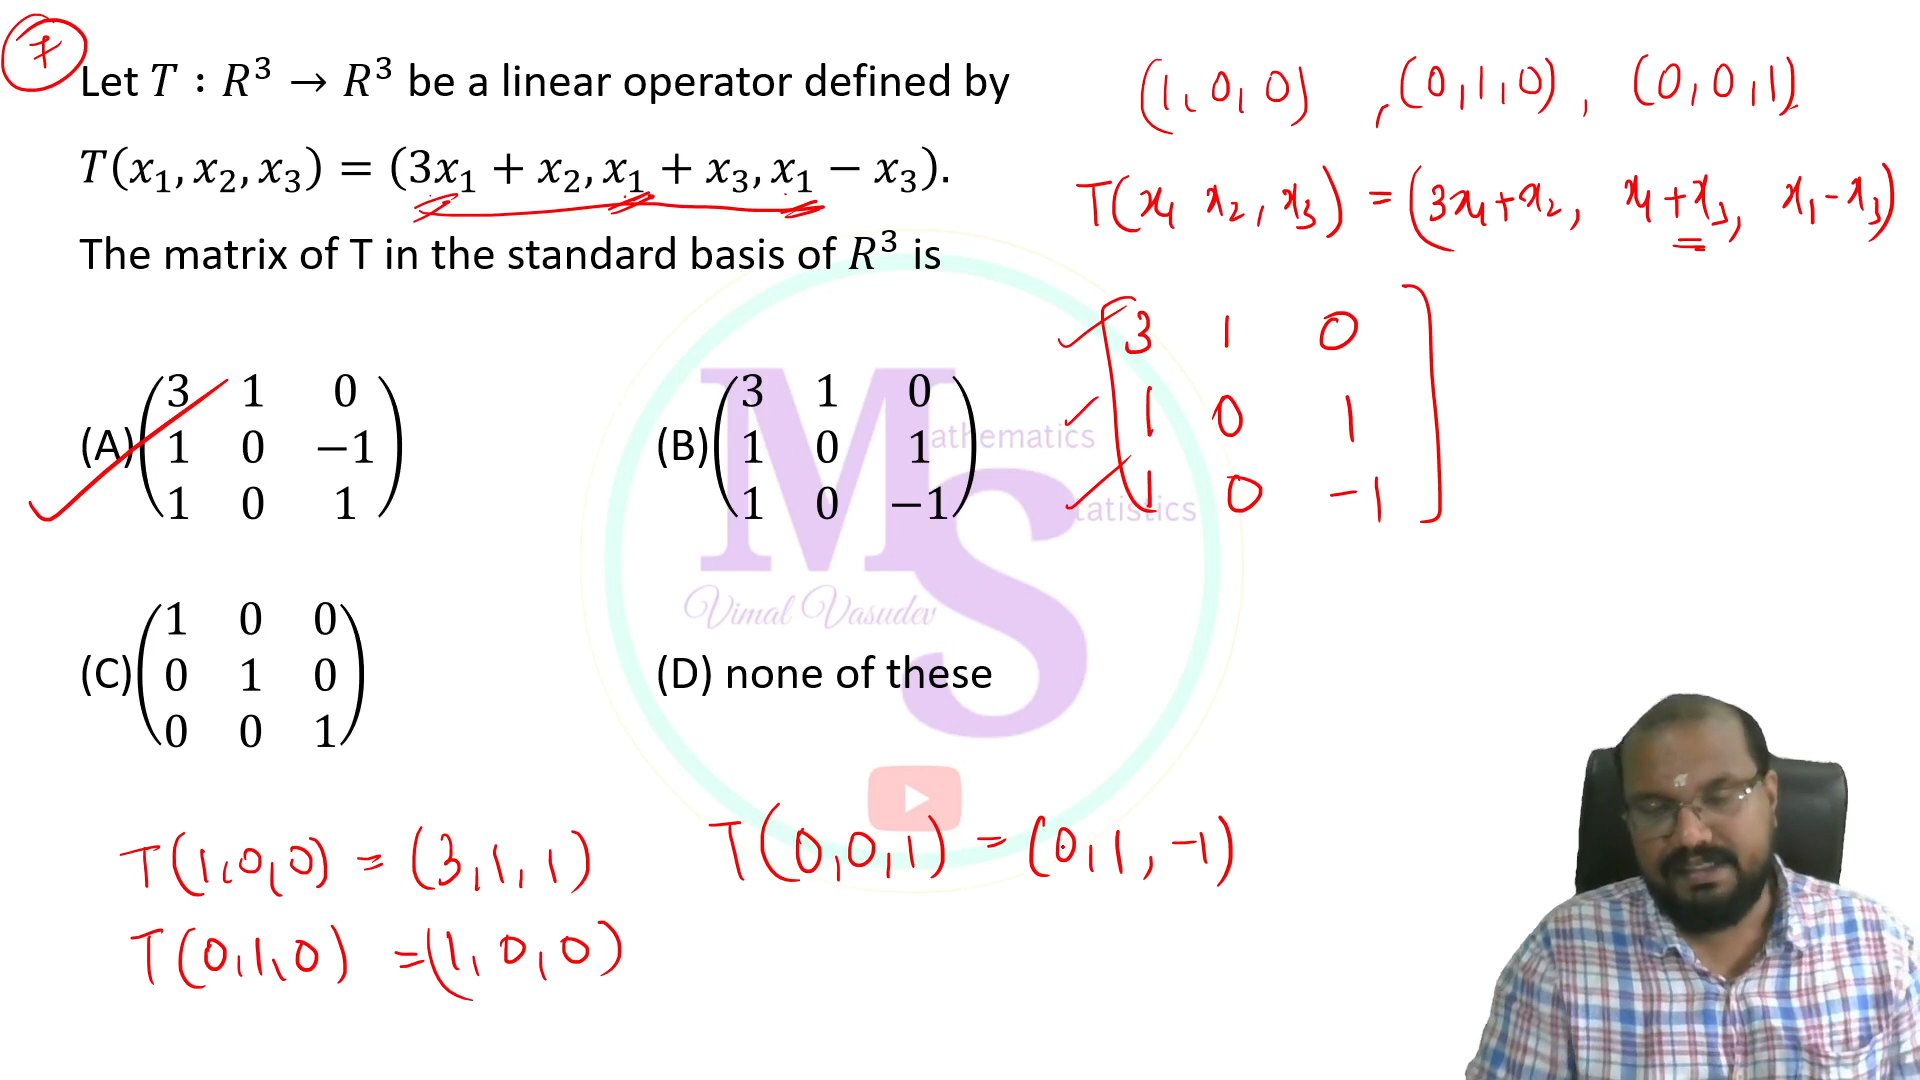 7
Let T : R³ → R³ be a linear operator defined by
T(x₁, x₂, x₃) = (3x₁ + x₂, x₁ + x₃, x₁ − x₃).
The matrix of T in the standard basis of R³ is
(A) (3 1 0
1 0 −1
1 0 1)
(B) (3 1 0
1 0 1
1 0 −1)
(C) (1 0 0
0 1 0
0 0 1)
(D) none of these
(1, 0, 0) , (0, 1, 0), (0, 0, 1)
T(x₁ x₂, x₃) = (3x₁+x₂, x₁+x₃, x₁-x₃)
[3 1 0
1 0 1
1 0 -1]
T(1,0,0) = (3,1,1)
T(0,1,0) = (1,0,0)
T(0,0,1) = (0,1,-1)
Mathematics
Statistics
Vimal Vasudev